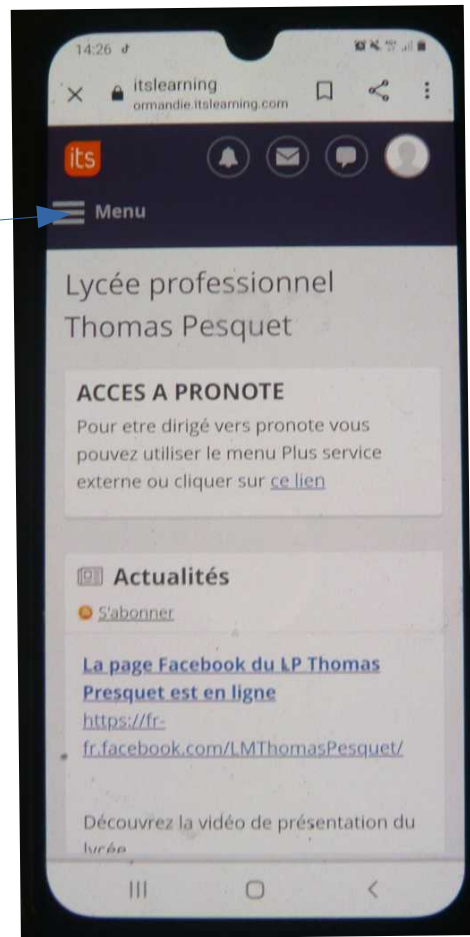 14:26
itslearning
ormandie.itslearning.com
its
Menu
Lycée professionnel
Thomas Pesquet
ACCES A PRONOTE
Pour etre dirigé vers pronote vous
pouvez utiliser le menu Plus service
externe ou cliquer sur ce lien
Actualités
S'abonner
La page Facebook du LP Thomas
Presquet est en ligne
https://fr-
fr.facebook.com/LMThomasPesquet/
Découvrez la vidéo de présentation du
lycée